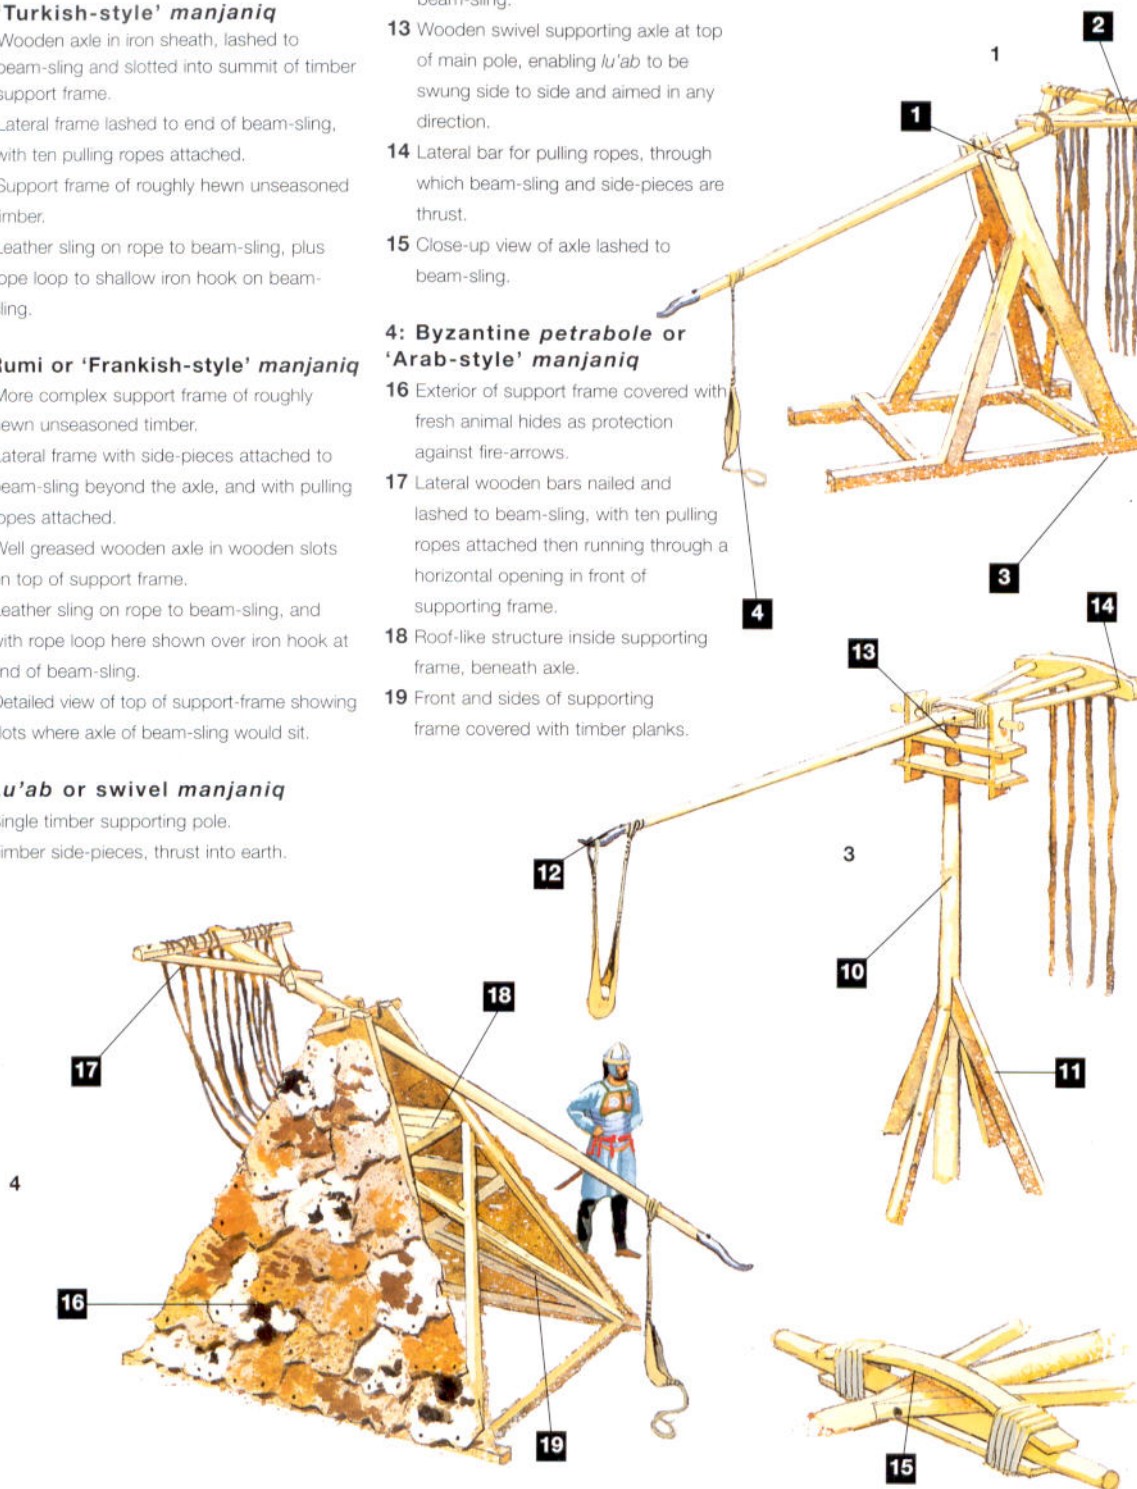 'Turkish-style' manjaniq
Wooden axle in iron sheath, lashed to
beam-sling and slotted into summit of timber
support frame.
Lateral frame lashed to end of beam-sling,
with ten pulling ropes attached.
Support frame of roughly hewn unseasoned
timber.
Leather sling on rope to beam-sling, plus
rope loop to shallow iron hook on beam-
sling.
Rumi or 'Frankish-style' manjaniq
More complex support frame of roughly
hewn unseasoned timber.
Lateral frame with side-pieces attached to
beam-sling beyond the axle, and with pulling
ropes attached.
Well greased wooden axle in wooden slots
on top of support frame.
Leather sling on rope to beam-sling, and
with rope loop here shown over iron hook at
end of beam-sling.
Detailed view of top of support-frame showing
slots where axle of beam-sling would sit.
Lu'ab or swivel manjaniq
Single timber supporting pole.
Timber side-pieces, thrust into earth.
beam-sling.
13 Wooden swivel supporting axle at top
of main pole, enabling lu'ab to be
swung side to side and aimed in any
direction.
14 Lateral bar for pulling ropes, through
which beam-sling and side-pieces are
thrust.
15 Close-up view of axle lashed to
beam-sling.
4: Byzantine petrabole or
'Arab-style' manjaniq
16 Exterior of support frame covered with
fresh animal hides as protection
against fire-arrows.
17 Lateral wooden bars nailed and
lashed to beam-sling, with ten pulling
ropes attached then running through a
horizontal opening in front of
supporting frame.
18 Roof-like structure inside supporting
frame, beneath axle.
19 Front and sides of supporting
frame covered with timber planks.
1
2
1
3
4
14
13
12
3
10
11
18
17
4
16
19
15